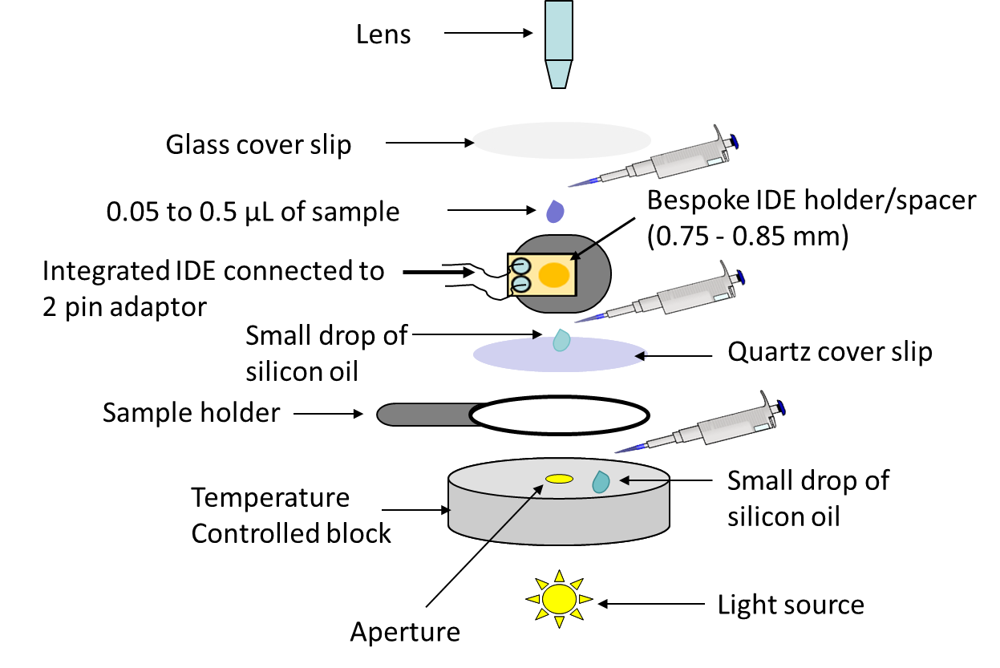 Lens
Glass cover slip
0.05 to 0.5 µL of sample
Bespoke IDE holder/spacer
(0.75 - 0.85 mm)
Integrated IDE connected to
2 pin adaptor
Small drop of
silicon oil
Quartz cover slip
Sample holder
Small drop of
silicon oil
Temperature
Controlled block
Light source
Aperture